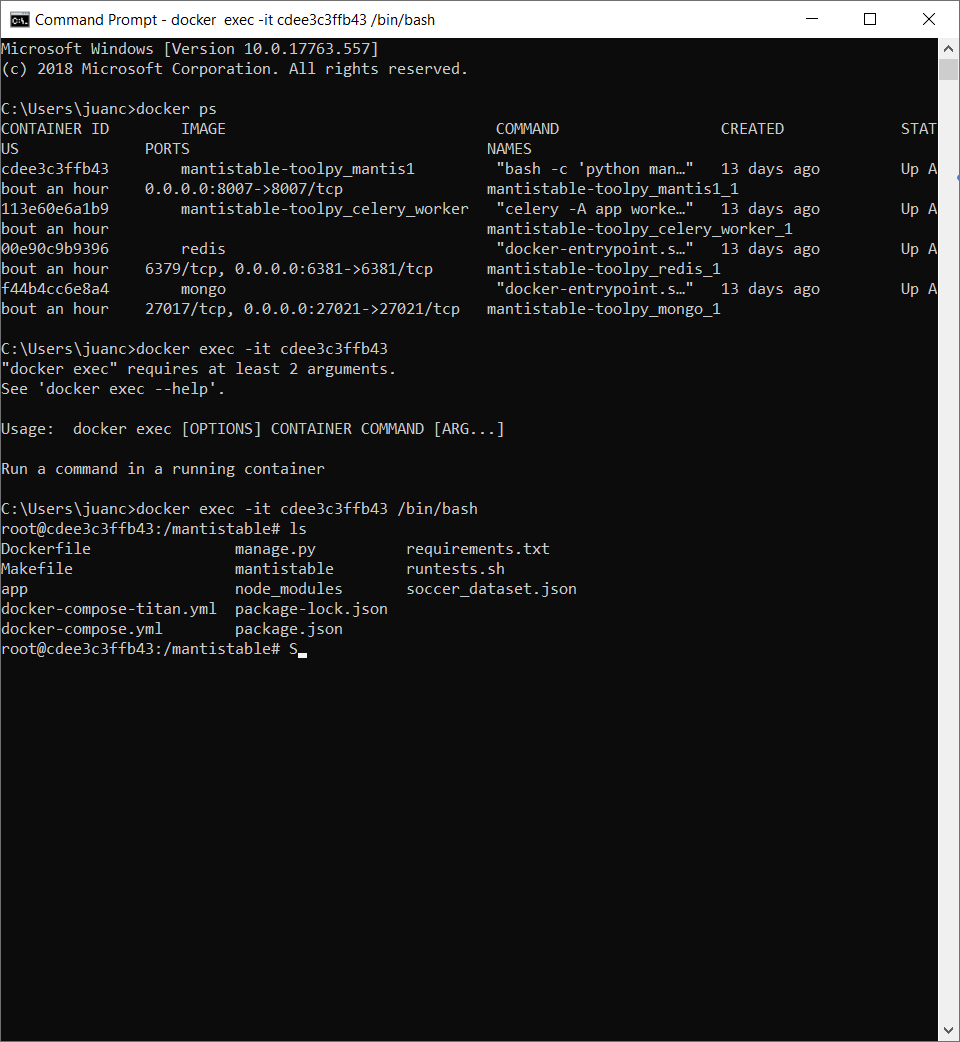 Command Prompt - docker  exec -it cdee3c3ffb43 /bin/bash
Microsoft Windows [Version 10.0.17763.557]
(c) 2018 Microsoft Corporation. All rights reserved.
C:\Users\juanc>docker ps
CONTAINER ID        IMAGE                              COMMAND                  CREATED             STAT
US              PORTS                                 NAMES
cdee3c3ffb43        mantistable-toolpy_mantis1         "bash -c 'python man…"   13 days ago         Up A
bout an hour    0.0.0.0:8007->8007/tcp                mantistable-toolpy_mantis1_1
113e60e6a1b9        mantistable-toolpy_celery_worker   "celery -A app worke…"   13 days ago         Up A
bout an hour                                          mantistable-toolpy_celery_worker_1
00e90c9b9396        redis                              "docker-entrypoint.s…"   13 days ago         Up A
bout an hour    6379/tcp, 0.0.0.0:6381->6381/tcp      mantistable-toolpy_redis_1
f44b4cc6e8a4        mongo                              "docker-entrypoint.s…"   13 days ago         Up A
bout an hour    27017/tcp, 0.0.0.0:27021->27021/tcp   mantistable-toolpy_mongo_1
C:\Users\juanc>docker exec -it cdee3c3ffb43
"docker exec" requires at least 2 arguments.
See 'docker exec --help'.
Usage:  docker exec [OPTIONS] CONTAINER COMMAND [ARG...]
Run a command in a running container
C:\Users\juanc>docker exec -it cdee3c3ffb43 /bin/bash
root@cdee3c3ffb43:/mantistable# ls
Dockerfile                manage.py          requirements.txt
Makefile                  mantistable        runtests.sh
app                       node_modules       soccer_dataset.json
docker-compose-titan.yml  package-lock.json
docker-compose.yml        package.json
root@cdee3c3ffb43:/mantistable# S